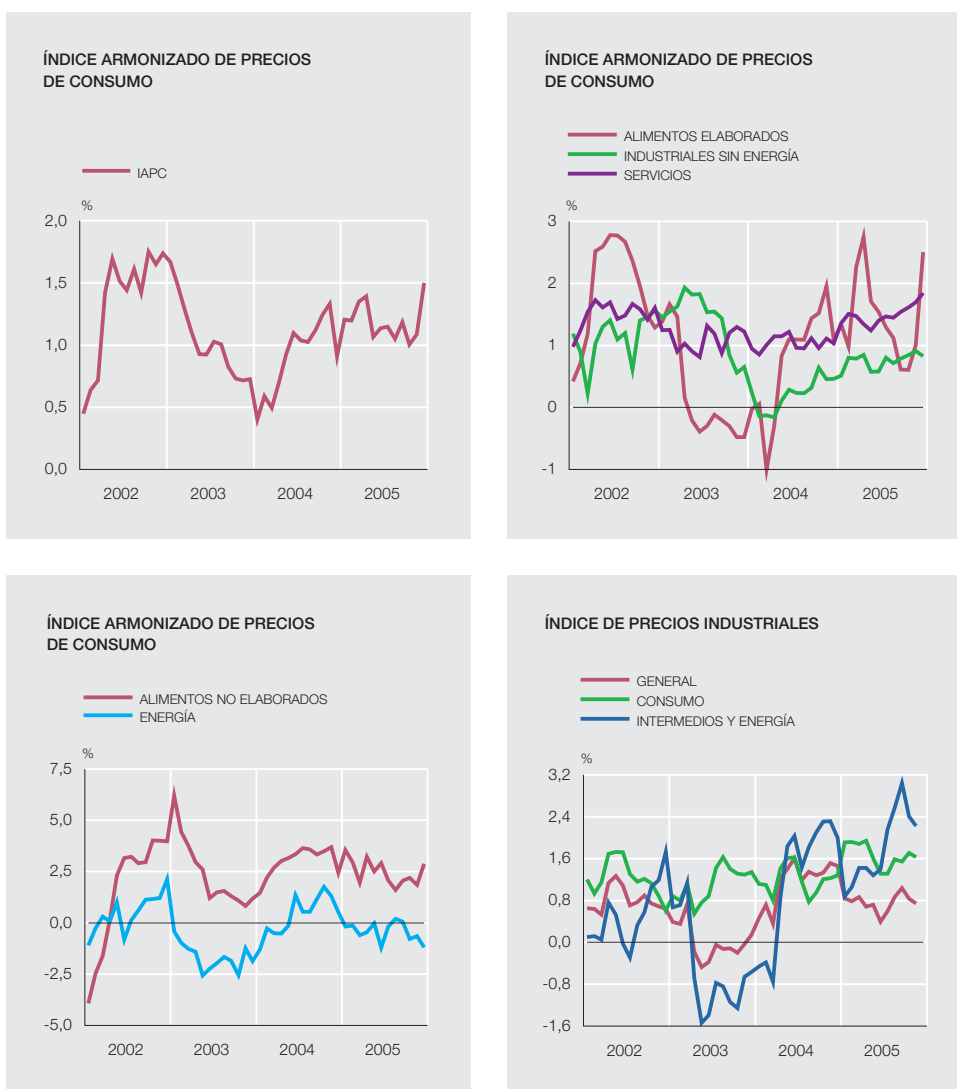 ÍNDICE ARMONIZADO DE PRECIOS
DE CONSUMO
IAPC
%
2,0
1,5
1,0
0,5
0,0
2002 2003 2004 2005
ÍNDICE ARMONIZADO DE PRECIOS
DE CONSUMO
ALIMENTOS ELABORADOS
INDUSTRIALES SIN ENERGÍA
SERVICIOS
%
3
2
1
0
-1
2002 2003 2004 2005
ÍNDICE ARMONIZADO DE PRECIOS
DE CONSUMO
ALIMENTOS NO ELABORADOS
ENERGÍA
%
7,5
5,0
2,5
0,0
-2,5
-5,0
2002 2003 2004 2005
ÍNDICE DE PRECIOS INDUSTRIALES
GENERAL
CONSUMO
INTERMEDIOS Y ENERGÍA
%
3,2
2,4
1,6
0,8
0,0
-0,8
-1,6
2002 2003 2004 2005